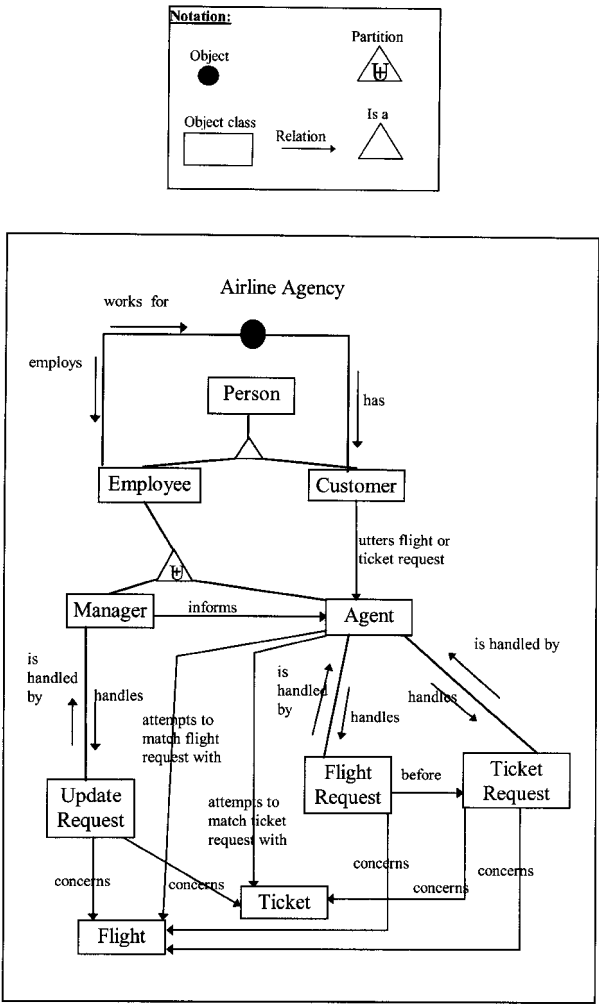 Notation:
Partition
Object
⊎
Object class
Relation
Is a
Airline Agency
works for
employs
Person
has
Employee
Customer
utters flight or
ticket request
⊎
Manager
informs
Agent
is
handled
by
handles
attempts to
match flight
request with
is
handled
by
handles
handles
is handled by
Update
Request
attempts to
match ticket
request with
Flight
Request
before
Ticket
Request
concerns
concerns
concerns
concerns
concerns
Ticket
Flight